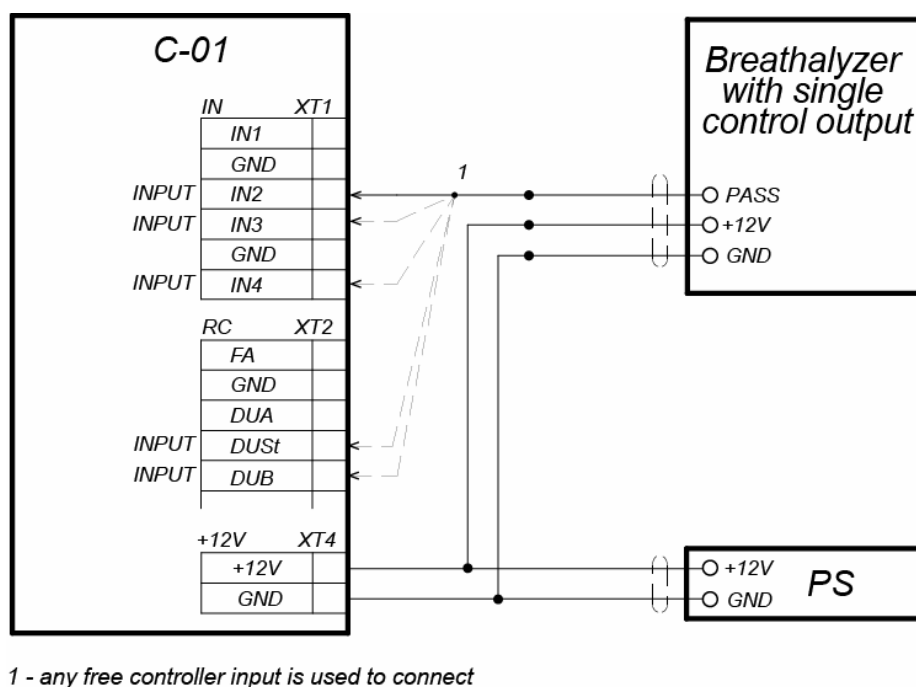 C-01
IN XT1
IN1
GND
INPUT IN2
INPUT IN3
GND
INPUT IN4
RC XT2
FA
GND
DUA
INPUT DUSt
INPUT DUB
+12V XT4
+12V
GND
1
Breathalyzer
with single
control output
PASS
+12V
GND
+12V
GND
PS
1 - any free controller input is used to connect